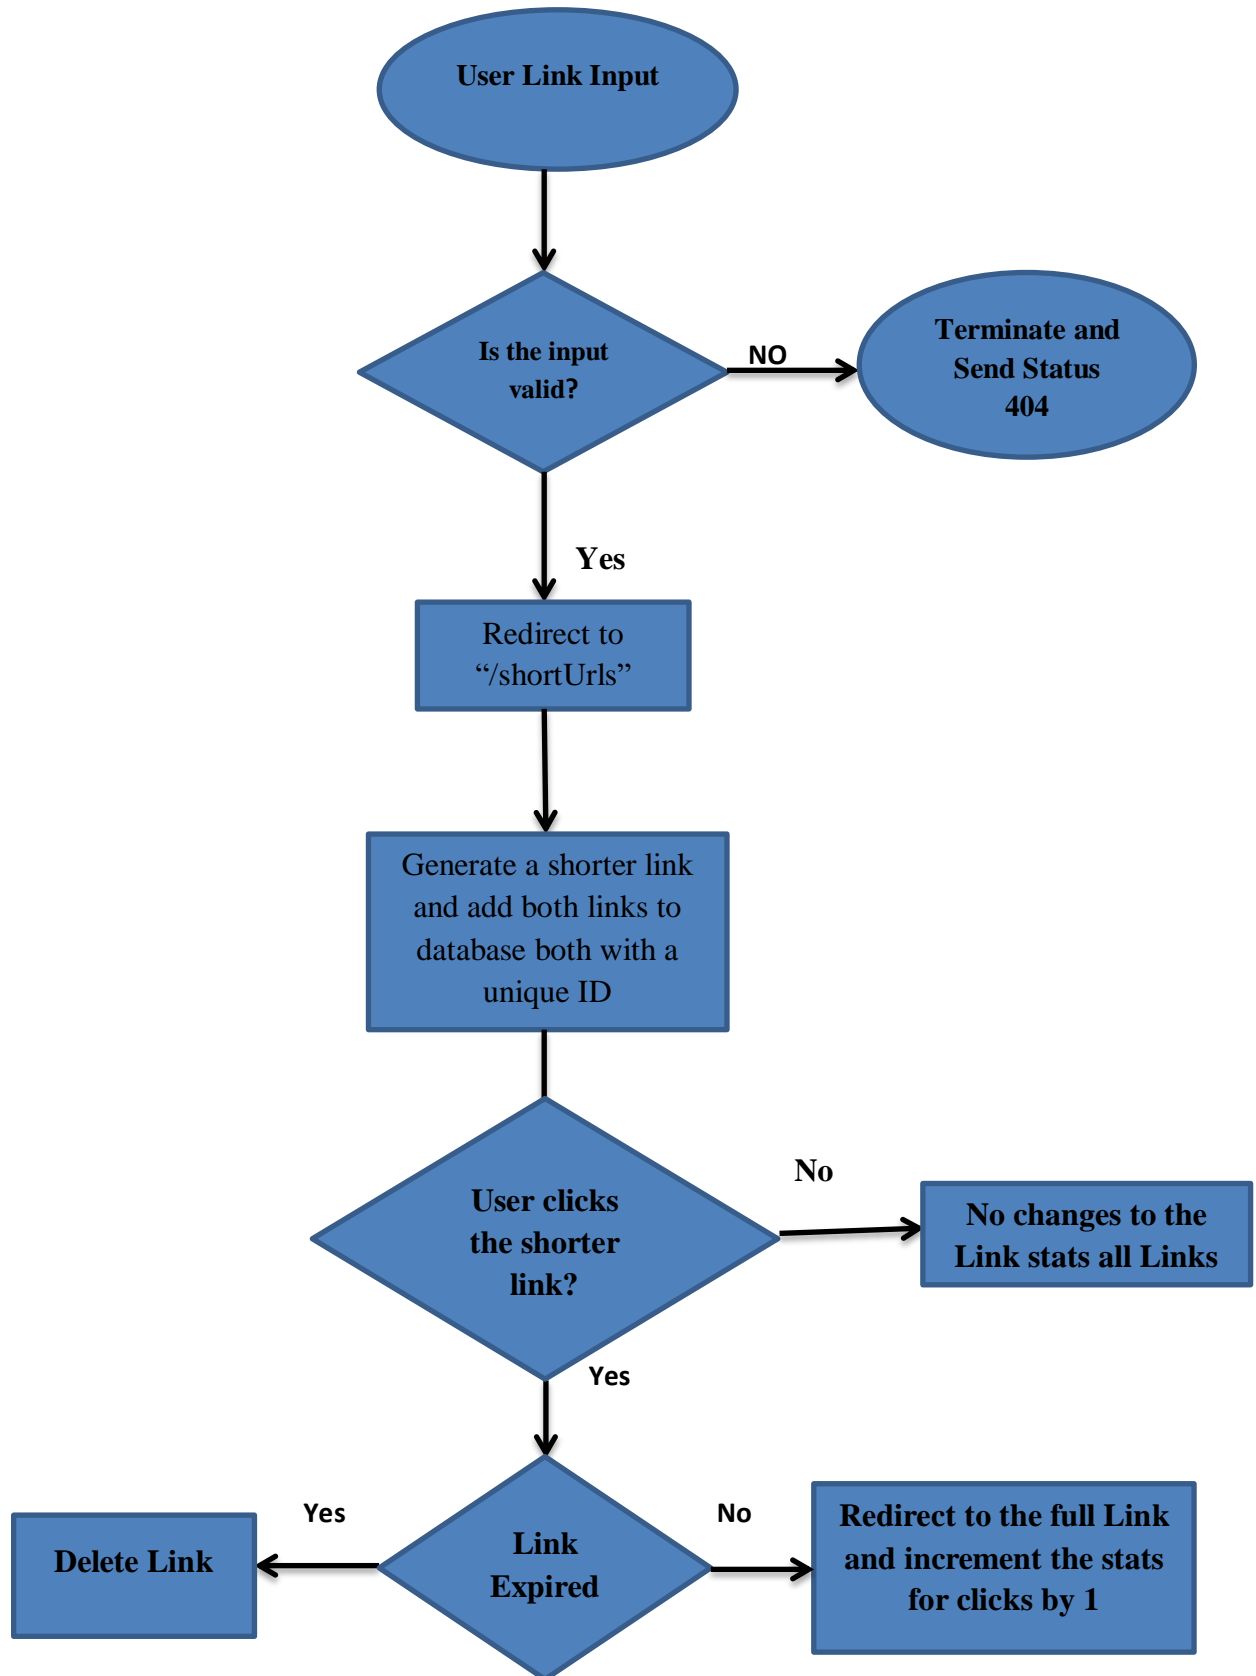 User Link Input
Is the input
valid?
NO
Terminate and
Send Status
404
Yes
Redirect to
“/shortUrls”
Generate a shorter link
and add both links to
database both with a
unique ID
User clicks
the shorter
link?
No
No changes to the
Link stats all Links
Yes
Link
Expired
Yes
Delete Link
No
Redirect to the full Link
and increment the stats
for clicks by 1